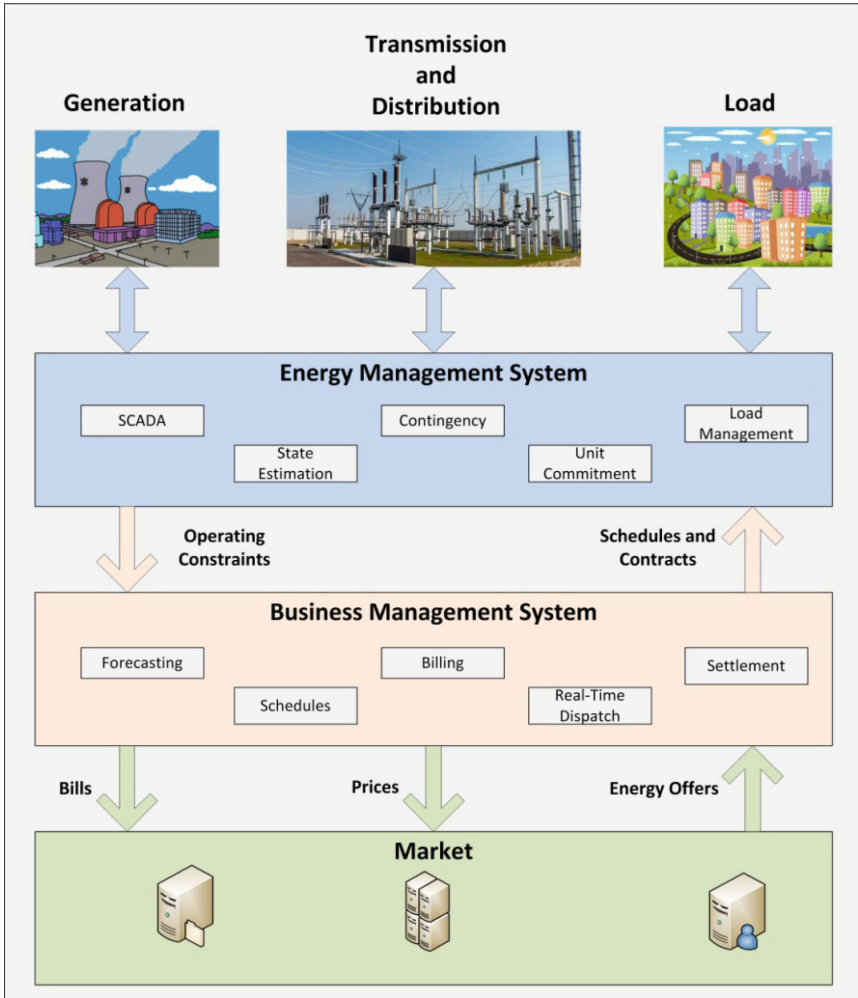 Transmission
and
Distribution
Generation
Load
Energy Management System
SCADA
Contingency
Load
Management
State
Estimation
Unit
Commitment
Operating
Constraints
Schedules and
Contracts
Business Management System
Forecasting
Billing
Settlement
Schedules
Real-Time
Dispatch
Bills
Prices
Energy Offers
Market